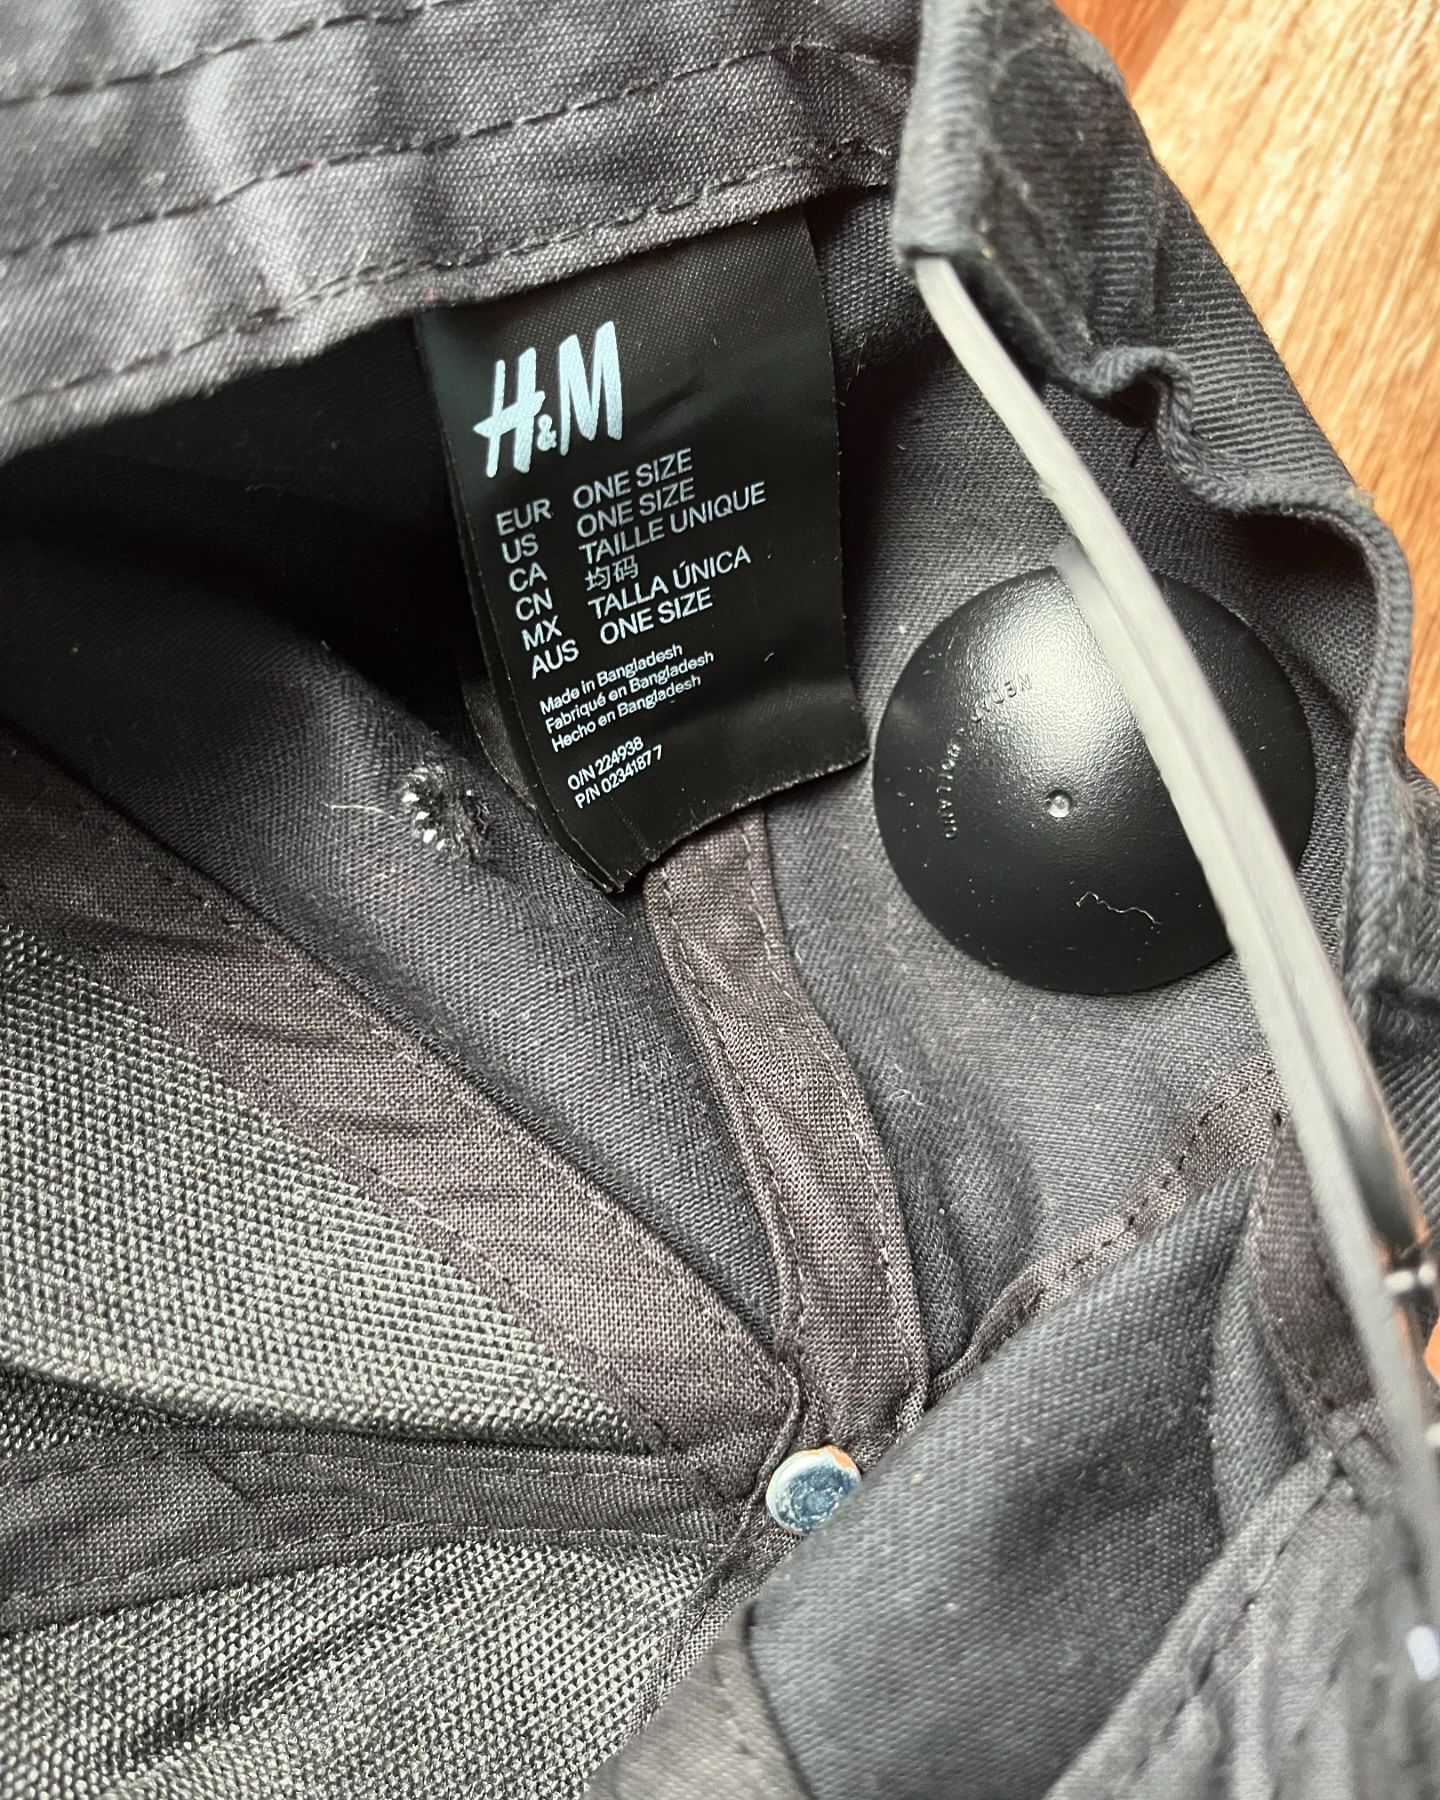 H&M
EUR ONE SIZE
US ONE SIZE
CA TAILLE UNIQUE
CN 均码
MX TALLA ÚNICA
AUS ONE SIZE
Made in Bangladesh
Fabriqué en Bangladesh
Hecho en Bangladesh
O/N 224938
P/N 0234187 7
HOLLAND